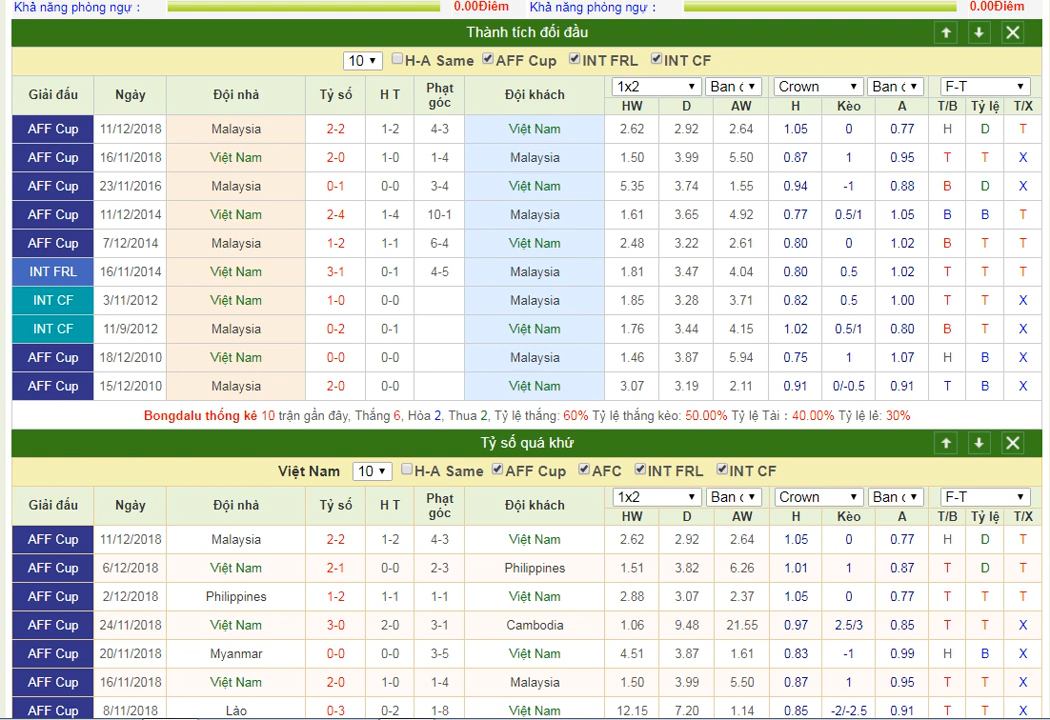 Khả năng phòng ngự : 0.00Điểm Khả năng phòng ngự : 0.00Điểm
Thành tích đối đầu
10 H-A Same AFF Cup INT FRL INT CF
Giải đấu Ngày Đội nhà Tỷ số H T Phạt góc Đội khách 1x2 Ban Crown Ban F-T
HW D AW H Kèo A T/B Tỷ lệ T/X
AFF Cup 11/12/2018 Malaysia 2-2 1-2 4-3 Việt Nam 2.62 2.92 2.64 1.05 0 0.77 H D T
AFF Cup 16/11/2018 Việt Nam 2-0 1-0 1-4 Malaysia 1.50 3.99 5.50 0.87 1 0.95 T T X
AFF Cup 23/11/2016 Malaysia 0-1 0-0 3-4 Việt Nam 5.35 3.74 1.55 0.94 -1 0.88 B D X
AFF Cup 11/12/2014 Việt Nam 2-4 1-4 10-1 Malaysia 1.61 3.65 4.92 0.77 0.5/1 1.05 B B T
AFF Cup 7/12/2014 Malaysia 1-2 1-1 6-4 Việt Nam 2.48 3.22 2.61 0.80 0 1.02 B T T
INT FRL 16/11/2014 Việt Nam 3-1 0-1 4-5 Malaysia 1.81 3.47 4.04 0.80 0.5 1.02 T T T
INT CF 3/11/2012 Việt Nam 1-0 0-0 Malaysia 1.85 3.28 3.71 0.82 0.5 1.00 T T X
INT CF 11/9/2012 Malaysia 0-2 0-1 Việt Nam 1.76 3.44 4.15 1.02 0.5/1 0.80 B T X
AFF Cup 18/12/2010 Việt Nam 0-0 0-0 Malaysia 1.46 3.87 5.94 0.75 1 1.07 H B X
AFF Cup 15/12/2010 Malaysia 2-0 0-0 Việt Nam 3.07 3.19 2.11 0.91 0/-0.5 0.91 T B X
Bongdalu thống kê 10 trận gần đây, Thắng 6, Hòa 2, Thua 2, Tỷ lệ thắng: 60% Tỷ lệ thắng kèo: 50.00% Tỷ lệ Tài : 40.00% Tỷ lệ lẻ: 30%
Tỷ số quá khứ
Việt Nam 10 H-A Same AFF Cup AFC INT FRL INT CF
Giải đấu Ngày Đội nhà Tỷ số H T Phạt góc Đội khách 1x2 Ban Crown Ban F-T
HW D AW H Kèo A T/B Tỷ lệ T/X
AFF Cup 11/12/2018 Malaysia 2-2 1-2 4-3 Việt Nam 2.62 2.92 2.64 1.05 0 0.77 H D T
AFF Cup 6/12/2018 Việt Nam 2-1 0-0 2-3 Philippines 1.51 3.82 6.26 1.01 1 0.87 T D T
AFF Cup 2/12/2018 Philippines 1-2 1-1 1-1 Việt Nam 2.88 3.07 2.37 1.05 0 0.77 T T T
AFF Cup 24/11/2018 Việt Nam 3-0 2-0 3-1 Cambodia 1.06 9.48 21.55 0.97 2.5/3 0.85 T T X
AFF Cup 20/11/2018 Myanmar 0-0 0-0 3-5 Việt Nam 4.51 3.87 1.61 0.83 -1 0.99 H B X
AFF Cup 16/11/2018 Việt Nam 2-0 1-0 1-4 Malaysia 1.50 3.99 5.50 0.87 1 0.95 T T X
AFF Cup 8/11/2018 Lào 0-3 0-2 1-8 Việt Nam 12.15 7.20 1.14 0.85 -2/-2.5 0.91 T T X